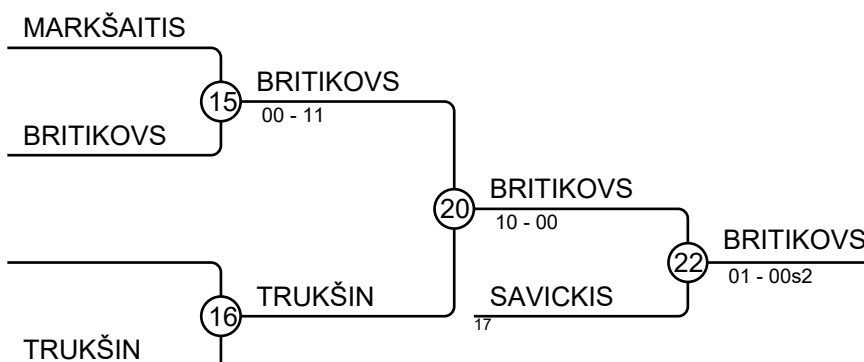 MARKŠAITIS
BRITIKOVS
15
00 - 11
BRITIKOVS
BRITIKOVS
20
10 - 00
BRITIKOVS
22
01 - 00s2
TRUKŠIN
SAVICKIS
16
17
TRUKŠIN